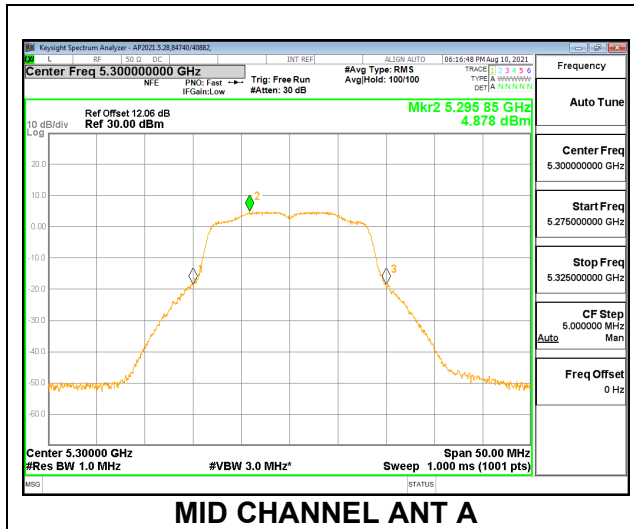 Keysight Spectrum Analyzer - AP2021.5.28,84740/40882,
L RF 50 Ω DC INT REF ALIGN AUTO 06:16:48 PM Aug 10, 2021
Center Freq 5.300000000 GHz
NFE
PNO: Fast
IFGain:Low
Trig: Free Run
#Atten: 30 dB
#Avg Type: RMS
Avg|Hold: 100/100
TRACE 1 2 3 4 5 6
TYPE A WWWWW
DET A N N N N N
Frequency
Auto Tune
Center Freq
5.300000000 GHz
Start Freq
5.275000000 GHz
Stop Freq
5.325000000 GHz
CF Step
5.000000 MHz
Auto Man
Freq Offset
0 Hz
Mkr2 5.295 85 GHz
4.878 dBm
Ref Offset 12.06 dB
10 dB/div Ref 30.00 dBm
Log
20.0
10.0
0.00
-10.0
-20.0
-30.0
-40.0
-50.0
-60.0
2
1
3
Center 5.30000 GHz Span 50.00 MHz
#Res BW 1.0 MHz #VBW 3.0 MHz* Sweep 1.000 ms (1001 pts)
MSG STATUS
MID CHANNEL ANT A